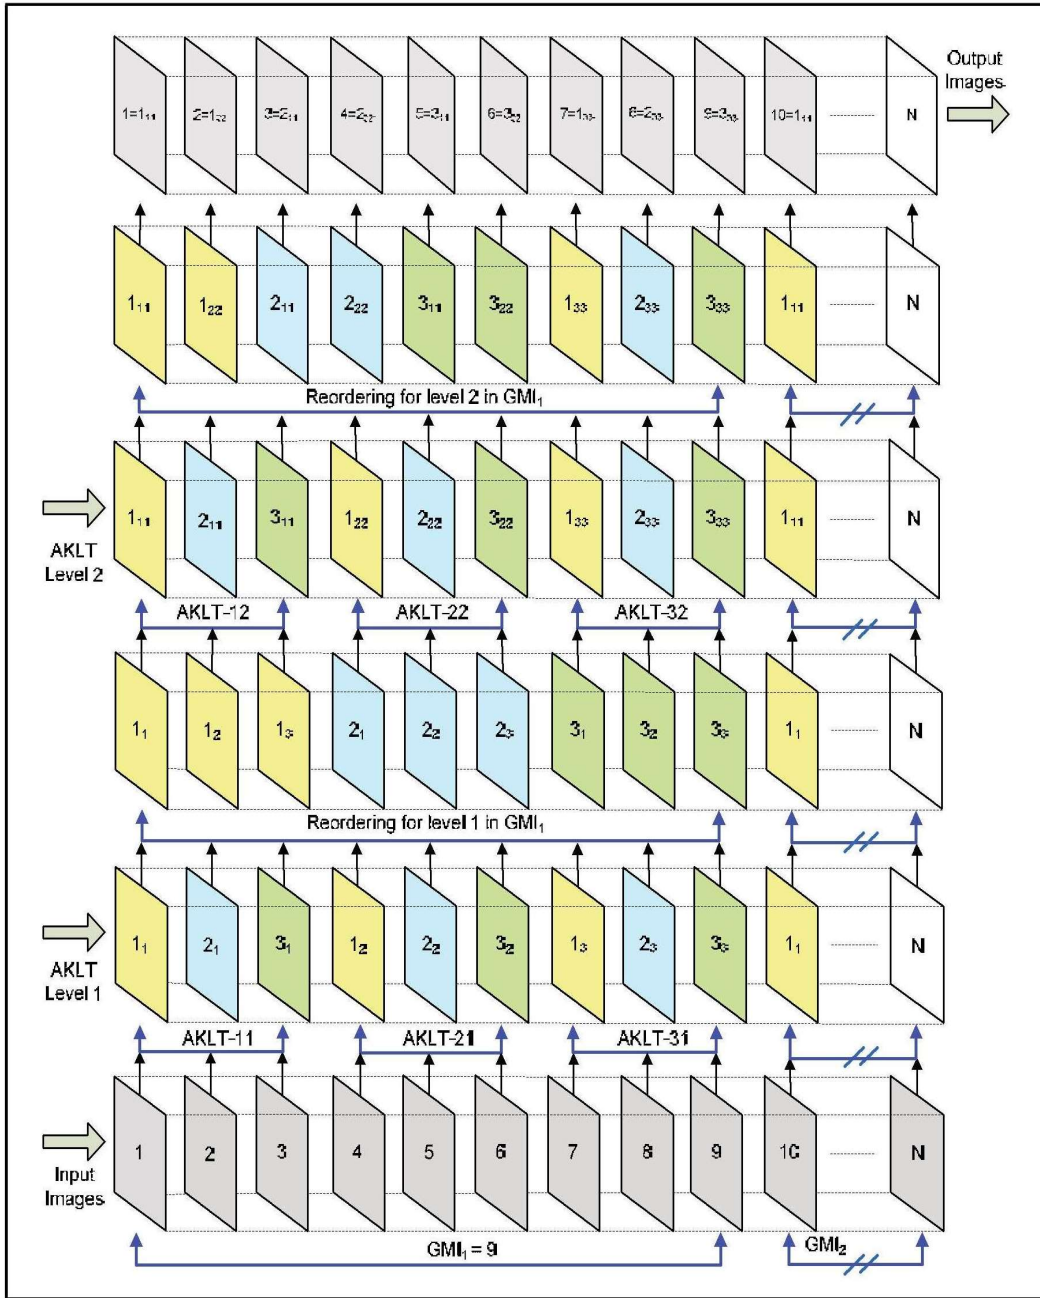 1=1₁₁ 2=1₂₂ 3=2₁₁ 4=2₂₂ 5=3₁₁ 6=3₂₂ 7=1₃₃ 8=2₃₃ 9=3₃₃ 10=1₁₁ N
Output
Images
1₁₁ 1₂₂ 2₁₁ 2₂₂ 3₁₁ 3₂₂ 1₃₃ 2₃₃ 3₃₃ 1₁₁ N
Reordering for level 2 in GMI₁
1₁₁ 2₁₁ 3₁₁ 1₂₂ 2₂₂ 3₂₂ 1₃₃ 2₃₃ 3₃₃ 1₁₁ N
AKLT
Level 2
AKLT-12 AKLT-22 AKLT-32
1₁ 1₂ 1₃ 2₁ 2₂ 2₃ 3₁ 3₂ 3₃ 1₁ N
Reordering for level 1 in GMI₁
1₁ 2₁ 3₁ 1₂ 2₂ 3₂ 1₃ 2₃ 3₃ 1₁ N
AKLT
Level 1
AKLT-11 AKLT-21 AKLT-31
1 2 3 4 5 6 7 8 9 10 N
Input
Images
GMI₁ = 9 GMI₂